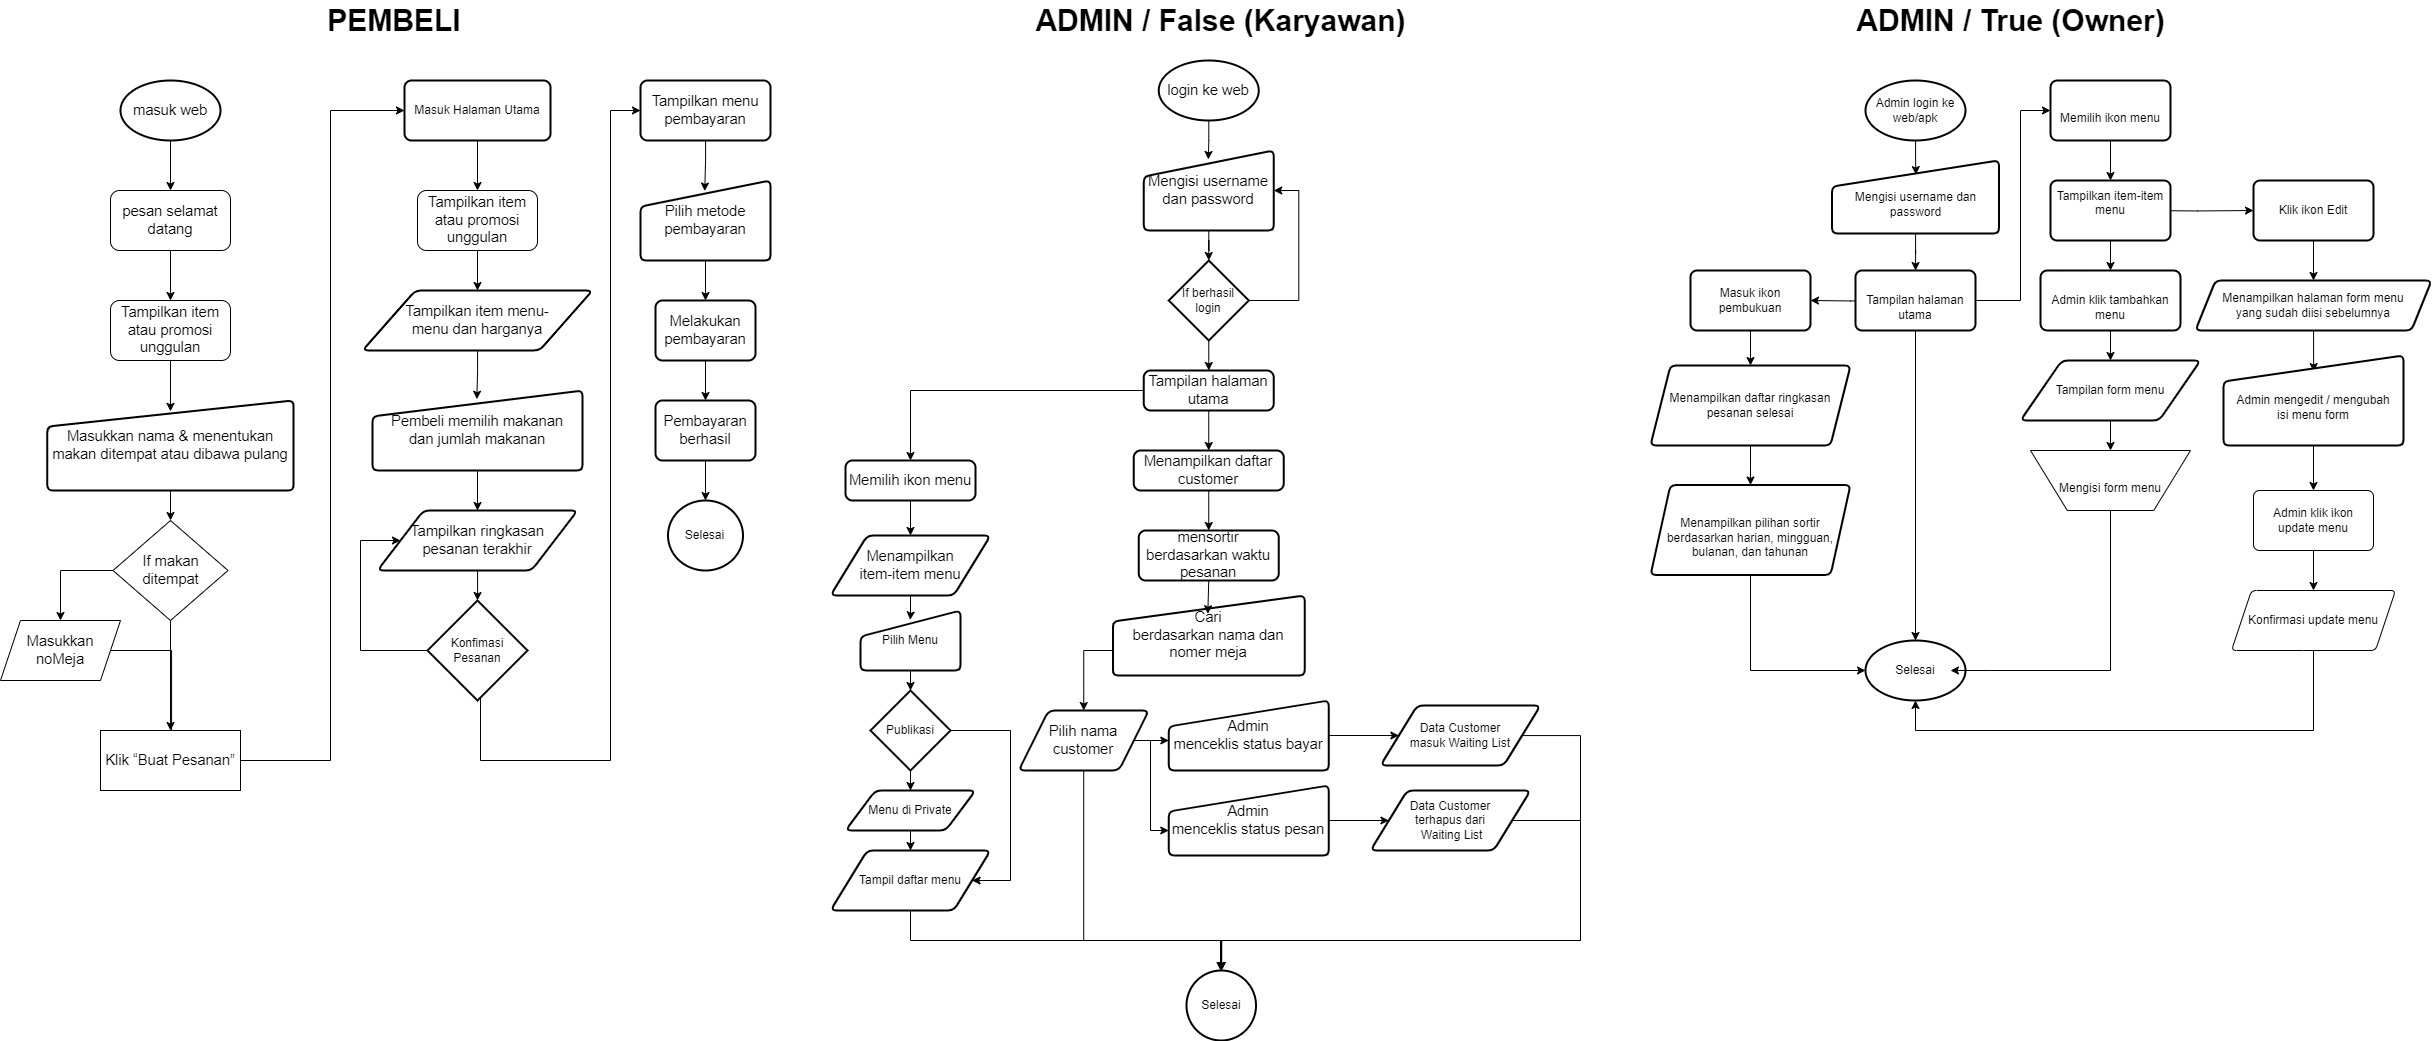 PEMBELI
masuk web
pesan selamat
datang
Tampilkan item
atau promosi
unggulan
Masukkan nama & menentukan
makan ditempat atau dibawa pulang
If makan
ditempat
Masukkan
noMeja
Klik “Buat Pesanan”
Masuk Halaman Utama
Tampilkan item
atau promosi
unggulan
Tampilkan item menu-
menu dan harganya
Pembeli memilih makanan
dan jumlah makanan
Tampilkan ringkasan
pesanan terakhir
Konfimasi
Pesanan
Tampilkan menu
pembayaran
Pilih metode
pembayaran
Melakukan
pembayaran
Pembayaran
berhasil
Selesai
ADMIN / False (Karyawan)
login ke web
Mengisi username
dan password
If berhasil
login
Tampilan halaman
utama
Memilih ikon menu
Menampilkan
item-item menu
Pilih Menu
Publikasi
Menu di Private
Tampil daftar menu
Menampilkan daftar
customer
mensortir
berdasarkan waktu
pesanan
Cari
berdasarkan nama dan
nomer meja
Pilih nama
customer
Admin
menceklis status bayar
Data Customer
masuk Waiting List
Admin
menceklis status pesan
Data Customer
terhapus dari
Waiting List
Selesai
ADMIN / True (Owner)
Admin login ke
web/apk
Mengisi username dan
password
Tampilan halaman
utama
Masuk ikon
pembukuan
Menampilkan daftar ringkasan
pesanan selesai
Menampilkan pilihan sortir
berdasarkan harian, mingguan,
bulanan, dan tahunan
Memilih ikon menu
Tampilkan item-item
menu
Admin klik tambahkan
menu
Tampilan form menu
Mengisi form menu
Klik ikon Edit
Menampilkan halaman form menu
yang sudah diisi sebelumnya
Admin mengedit / mengubah
isi menu form
Admin klik ikon
update menu
Konfirmasi update menu
Selesai